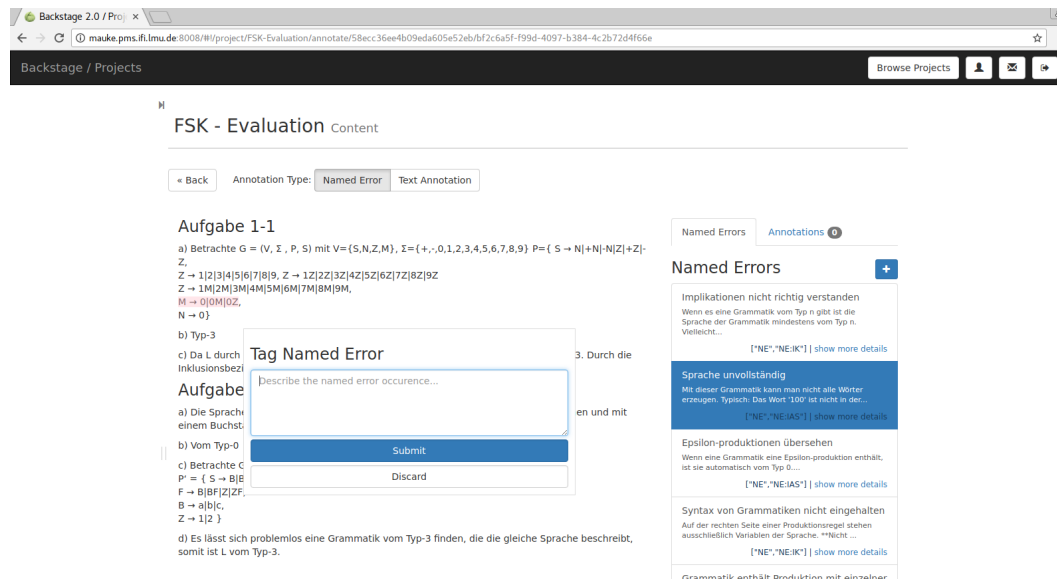 Backstage 2.0 / Pro
mauke.pms.ifi.lmu.de:8008/#!/project/FSK-Evaluation/annotate/58ecc36ee4b09eda605e52eb/bf2c6a5f-f99d-4097-b384-4c2b72d4f66e
Backstage / Projects
Browse Projects
FSK - Evaluation Content
« Back
Annotation Type:
Named Error
Text Annotation
Aufgabe 1-1
a) Betrachte G = (V, Σ , P, S) mit V={S,N,Z,M}, Σ={+,-,0,1,2,3,4,5,6,7,8,9} P={ S → N|+N|-N|Z|+Z|-
Z,
Z → 1|2|3|4|5|6|7|8|9, Z → 1Z|2Z|3Z|4Z|5Z|6Z|7Z|8Z|9Z
Z → 1M|2M|3M|4M|5M|6M|7M|8M|9M,
M → 0|0M|0Z,
N → 0}
b) Typ-3
c) Da L durch
3. Durch die
Inklusionsbezi
Aufgabe
a) Die Sprache
en und mit
einem Buchsta
b) Vom Typ-0
c) Betrachte G
P' = { S → B|B
F → B|BF|Z|ZF,
B → a|b|c,
Z → 1|2 }
d) Es lässt sich problemlos eine Grammatik vom Typ-3 finden, die die gleiche Sprache beschreibt,
somit ist L vom Typ-3.
Tag Named Error
Describe the named error occurence...
Submit
Discard
Named Errors
Annotations 0
Named Errors
+
Implikationen nicht richtig verstanden
Wenn es eine Grammatik vom Typ n gibt ist die
Sprache der Grammatik mindestens vom Typ n.
Vielleicht...
["NE","NE:IK"] | show more details
Sprache unvollständig
Mit dieser Grammatik kann man nicht alle Wörter
erzeugen. Typisch: Das Wort '100' ist nicht in der...
["NE","NE:IAS"] | show more details
Epsilon-produktionen übersehen
Wenn eine Grammatik eine Epsilon-produktion enthält,
ist sie automatisch vom Typ 0....
["NE","NE:IAS"] | show more details
Syntax von Grammatiken nicht eingehalten
Auf der rechten Seite einer Produktionsregel stehen
ausschließlich Variablen der Sprache. **Nicht ...
["NE","NE:IK"] | show more details
Grammatik enthält Produktion mit einzelner